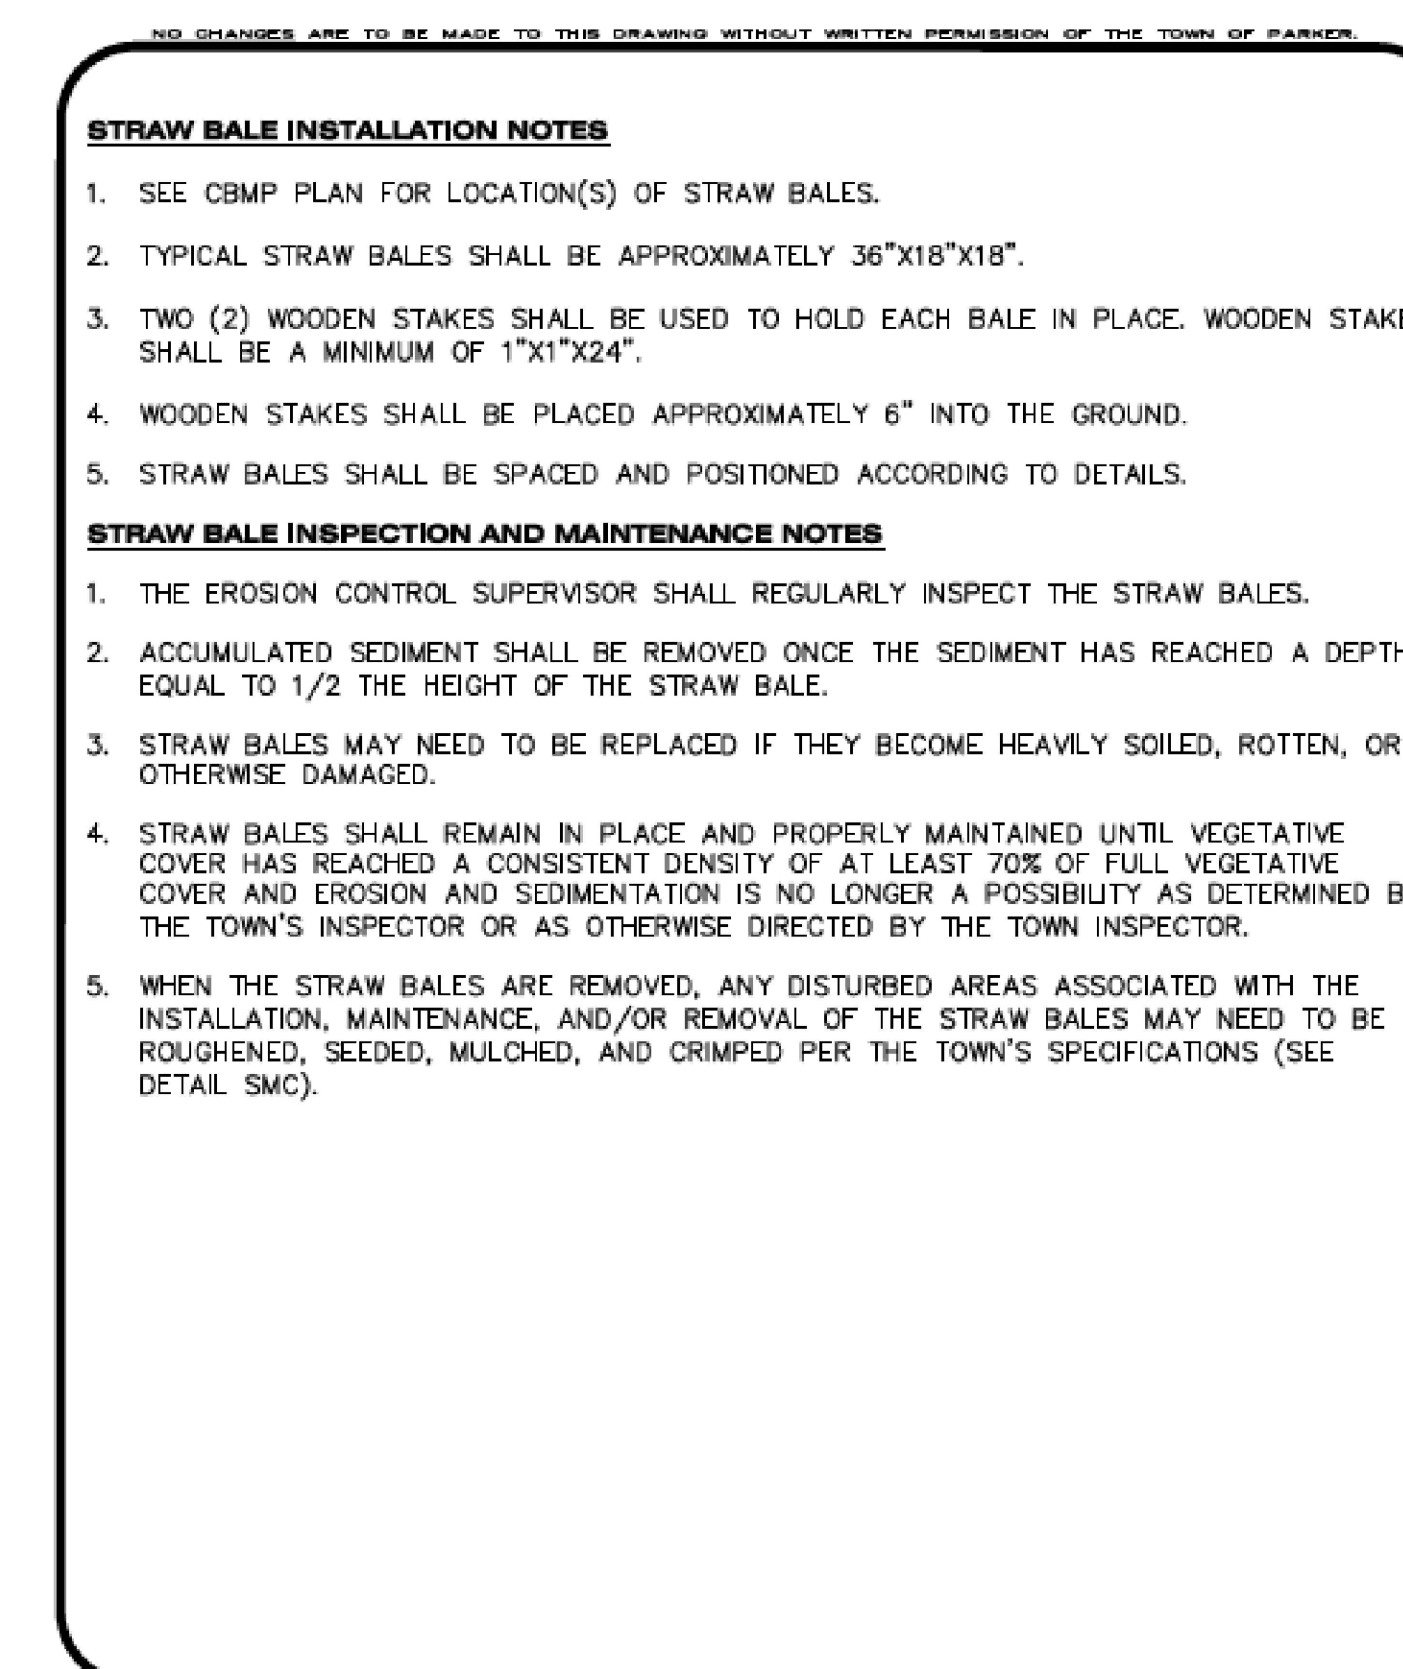 NO CHANGES ARE TO BE MADE TO THIS DRAWING WITHOUT WRITTEN PERMISSION OF THE TOWN OF PARKER.
STRAW BALE INSTALLATION NOTES
1. SEE CBMP PLAN FOR LOCATION(S) OF STRAW BALES.
2. TYPICAL STRAW BALES SHALL BE APPROXIMATELY 36"X18"X18".
3. TWO (2) WOODEN STAKES SHALL BE USED TO HOLD EACH BALE IN PLACE. WOODEN STAKE
SHALL BE A MINIMUM OF 1"X1"X24".
4. WOODEN STAKES SHALL BE PLACED APPROXIMATELY 6" INTO THE GROUND.
5. STRAW BALES SHALL BE SPACED AND POSITIONED ACCORDING TO DETAILS.
STRAW BALE INSPECTION AND MAINTENANCE NOTES
1. THE EROSION CONTROL SUPERVISOR SHALL REGULARLY INSPECT THE STRAW BALES.
2. ACCUMULATED SEDIMENT SHALL BE REMOVED ONCE THE SEDIMENT HAS REACHED A DEPTH
EQUAL TO 1/2 THE HEIGHT OF THE STRAW BALE.
3. STRAW BALES MAY NEED TO BE REPLACED IF THEY BECOME HEAVILY SOILED, ROTTEN, OR
OTHERWISE DAMAGED.
4. STRAW BALES SHALL REMAIN IN PLACE AND PROPERLY MAINTAINED UNTIL VEGETATIVE
COVER HAS REACHED A CONSISTENT DENSITY OF AT LEAST 70% OF FULL VEGETATIVE
COVER AND EROSION AND SEDIMENTATION IS NO LONGER A POSSIBILITY AS DETERMINED B
THE TOWN'S INSPECTOR OR AS OTHERWISE DIRECTED BY THE TOWN INSPECTOR.
5. WHEN THE STRAW BALES ARE REMOVED, ANY DISTURBED AREAS ASSOCIATED WITH THE
INSTALLATION, MAINTENANCE, AND/OR REMOVAL OF THE STRAW BALES MAY NEED TO BE
ROUGHENED, SEEDED, MULCHED, AND CRIMPED PER THE TOWN'S SPECIFICATIONS (SEE
DETAIL SMC).